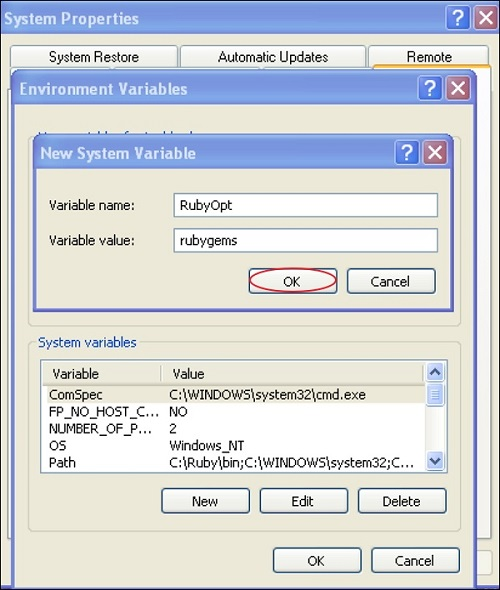 System Properties
System Restore
Automatic Updates
Remote
Environment Variables
New System Variable
Variable name:
RubyOpt
Variable value:
rubygems
OK
Cancel
System variables
Variable
Value
ComSpec
C:\WINDOWS\system32\cmd.exe
FP_NO_HOST_C...
NO
NUMBER_OF_P...
2
OS
Windows_NT
Path
C:\Ruby\bin;C:\WINDOWS\system32;C...
New
Edit
Delete
OK
Cancel